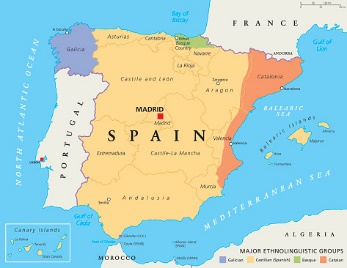 Bay of
Biscay
FRANCE
Asturias
Cantabria
Basque
Country
Galicia
Navarre
ANDORRA
Gulf of
Lion
La Rioja
Castile and León
Aragon
Catalonia
NORTH ATLANTIC OCEAN
PORTUGAL
MADRID
Madrid
SPAIN
BALEARIC
SEA
Balearic Islands
Valencia
Extremadura
Castile-La Mancha
Murcia
Andalusia
MEDITERRANEAN SEA
Gulf of
Cádiz
Canary Islands
ALGERIA
MOROCCO
MAJOR ETHNOLINGUISTIC GROUPS
Galician
Castilian (Spanish)
Basque
Catalan